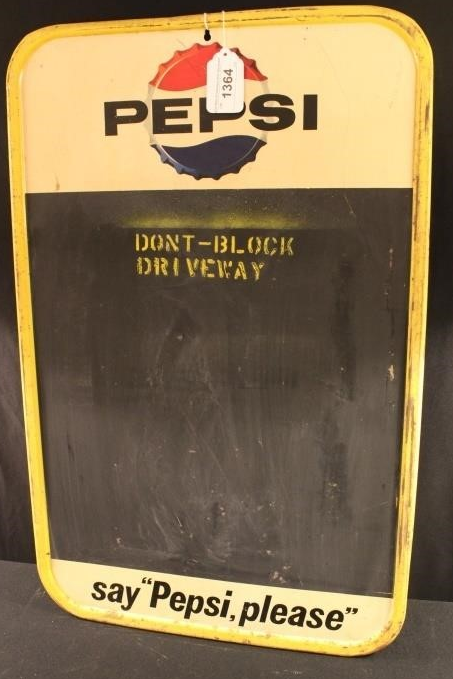 1364
PEPSI
DONT-BLOCK
DRIVEWAY
say "Pepsi, please"